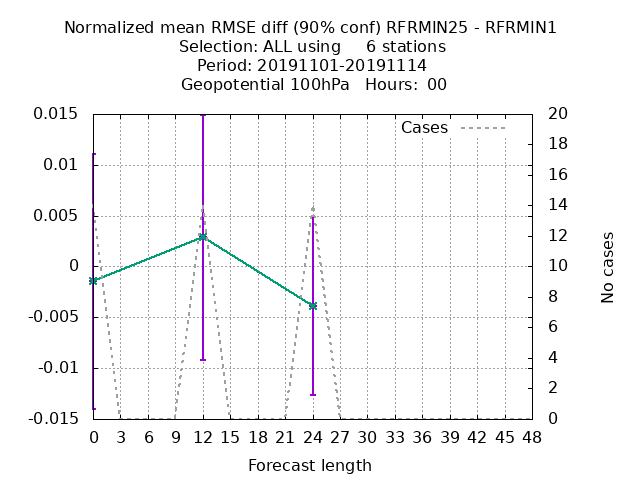 Normalized mean RMSE diff (90% conf) RFRMIN25 - RFRMIN1
Selection: ALL using     6 stations
Period: 20191101-20191114
Geopotential 100hPa   Hours:  00
Cases
0.015
0.01
0.005
0
-0.005
-0.01
-0.015
20
18
16
14
12
10
8
6
4
2
0
No cases
0 3 6 9 12 15 18 21 24 27 30 33 36 39 42 45 48
Forecast length